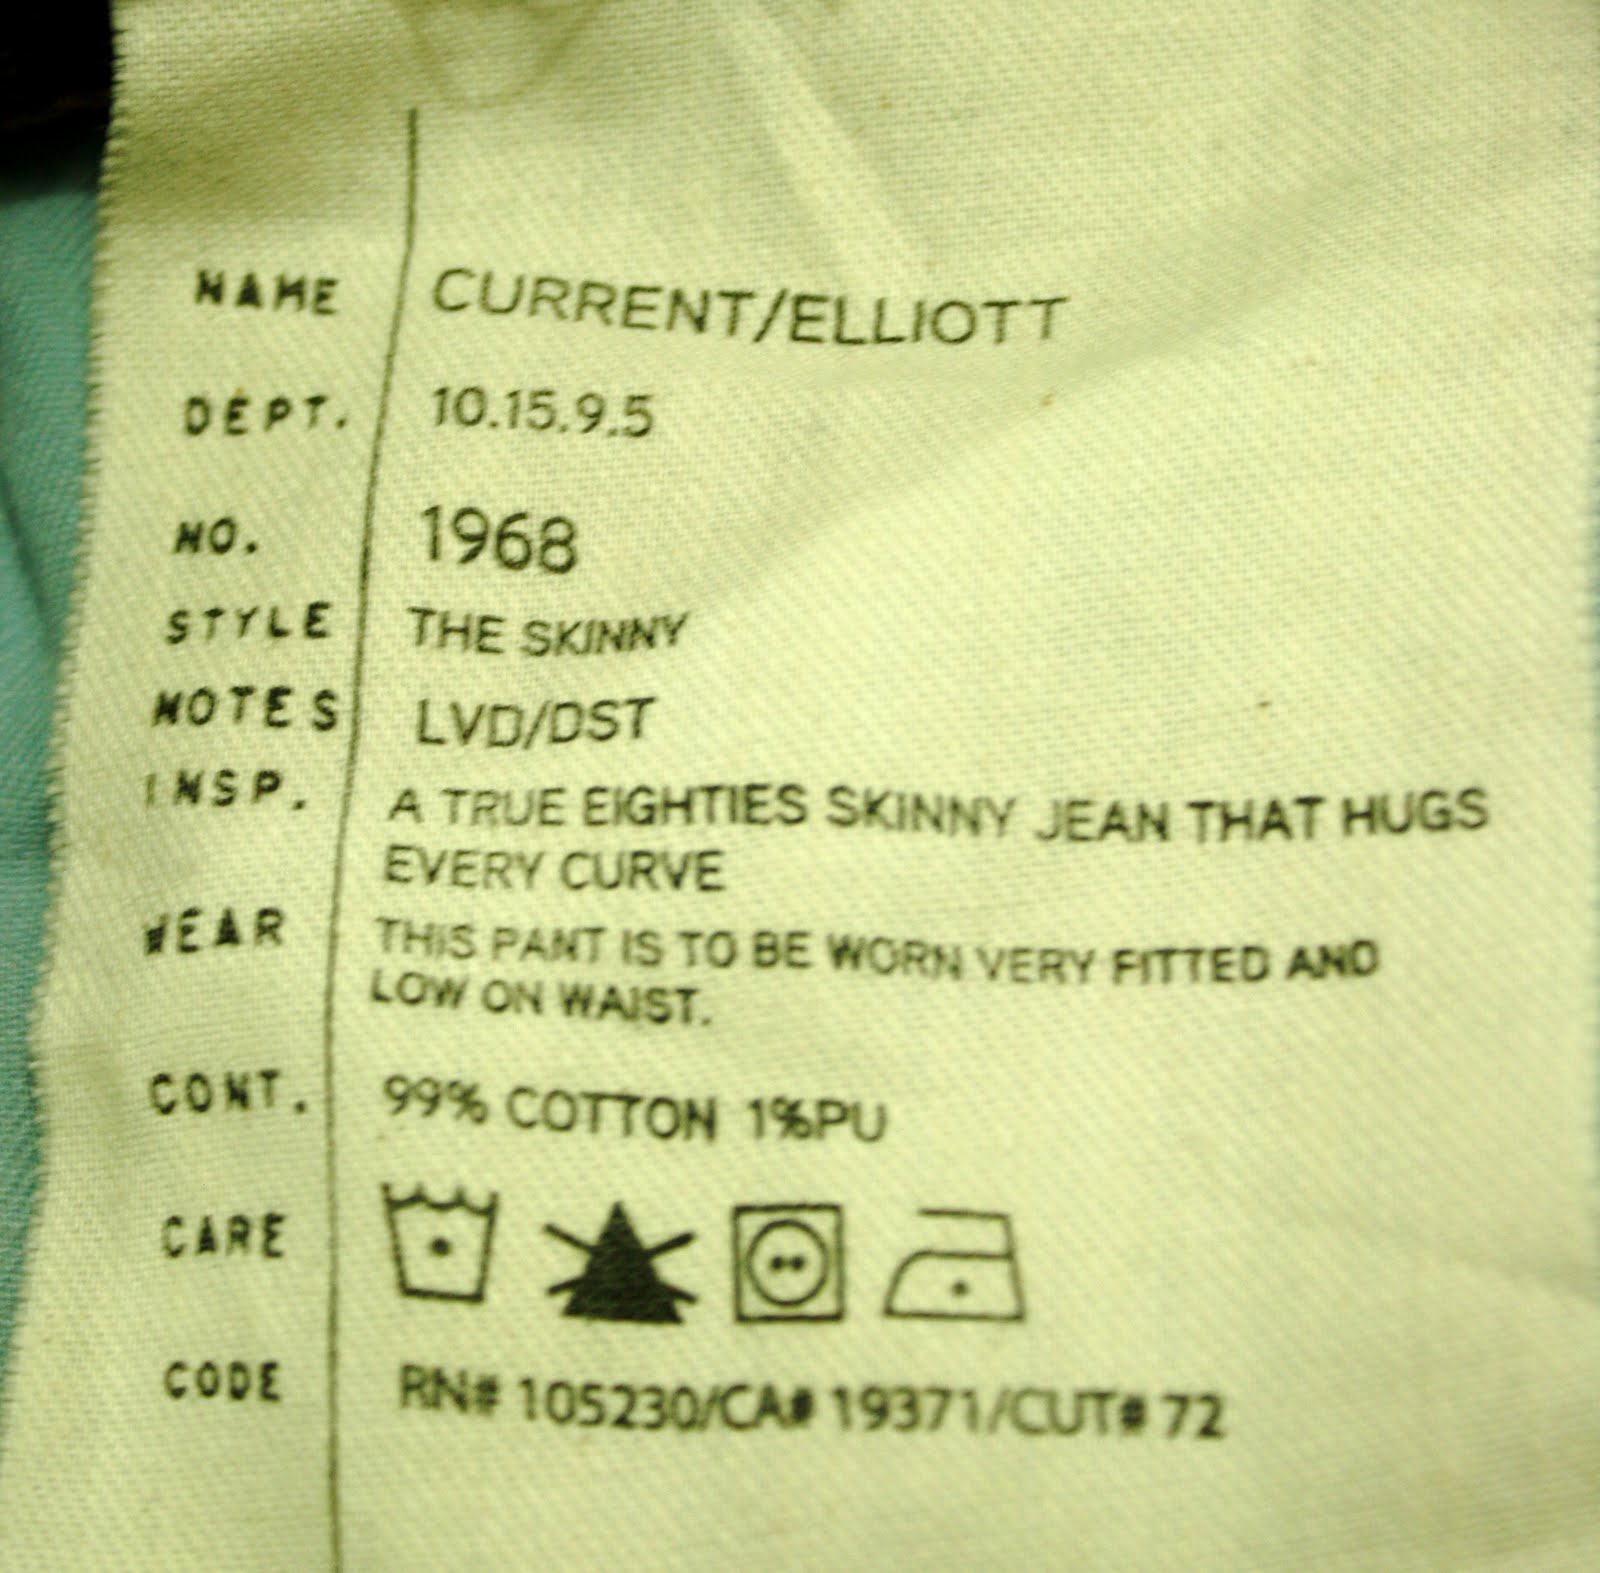 NAME CURRENT/ELLIOTT
DEPT. 10.15.9.5
NO. 1968
STYLE THE SKINNY
NOTES LVD/DST
INSP. A TRUE EIGHTIES SKINNY JEAN THAT HUGS
EVERY CURVE
WEAR THIS PANT IS TO BE WORN VERY FITTED AND
LOW ON WAIST.
CONT. 99% COTTON 1%PU
CARE
CODE RN# 105230/CA# 19371/CUT# 72